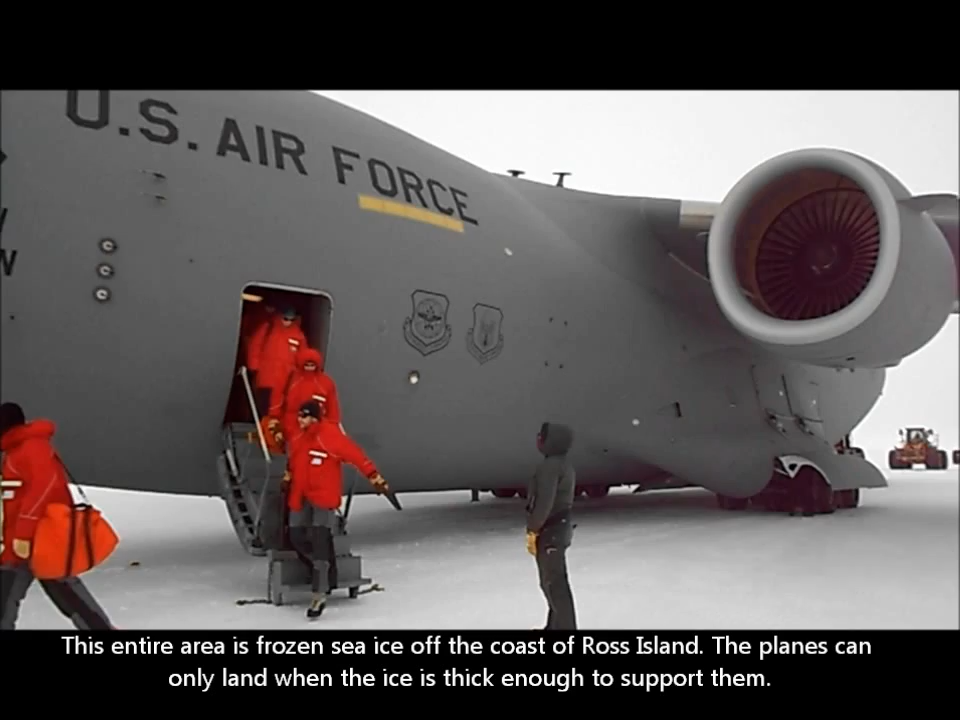 U.S. AIR FORCE
W
This entire area is frozen sea ice off the coast of Ross Island. The planes can
only land when the ice is thick enough to support them.